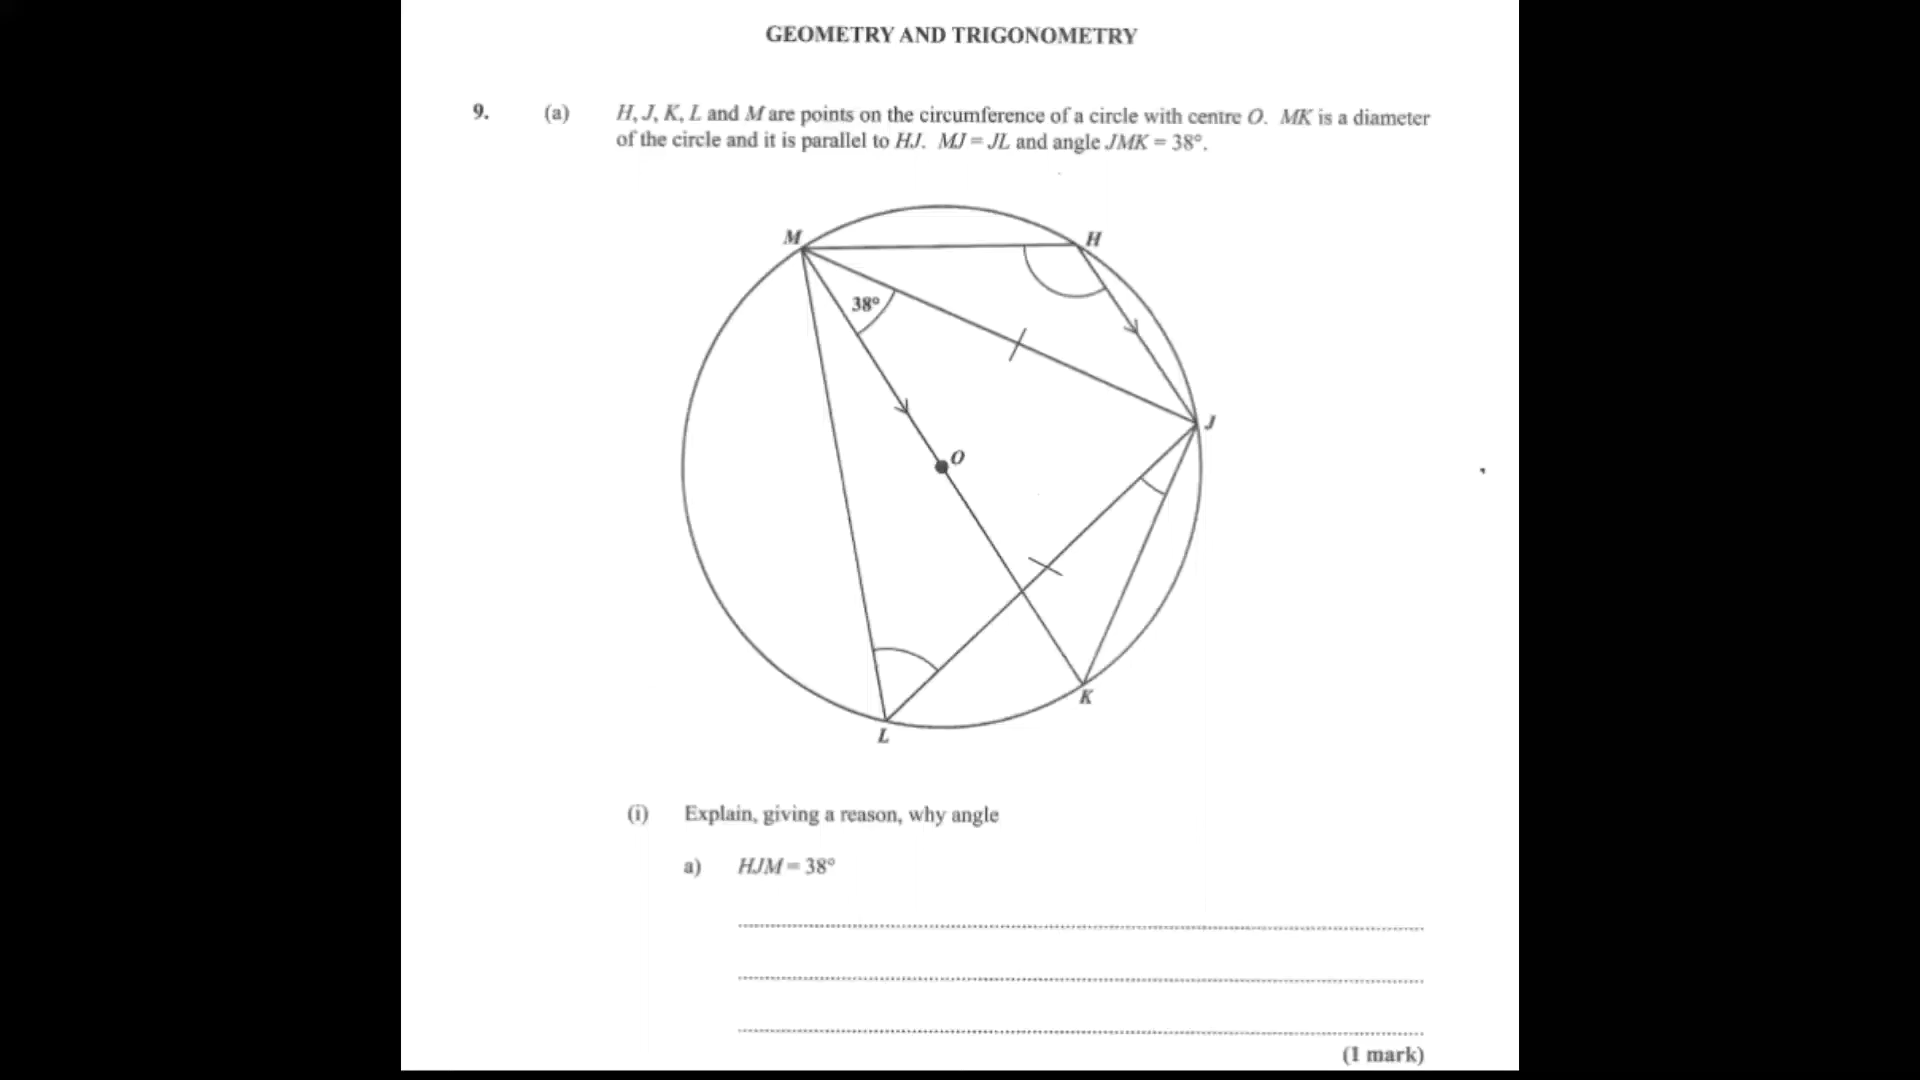 GEOMETRY AND TRIGONOMETRY
9. (a) H, J, K, L and M are points on the circumference of a circle with centre O. MK is a diameter
of the circle and it is parallel to HJ. MJ = JL and angle JMK = 38°.
M
H
38°
J
O
K
L
(i) Explain, giving a reason, why angle
a) HJM = 38°
(1 mark)